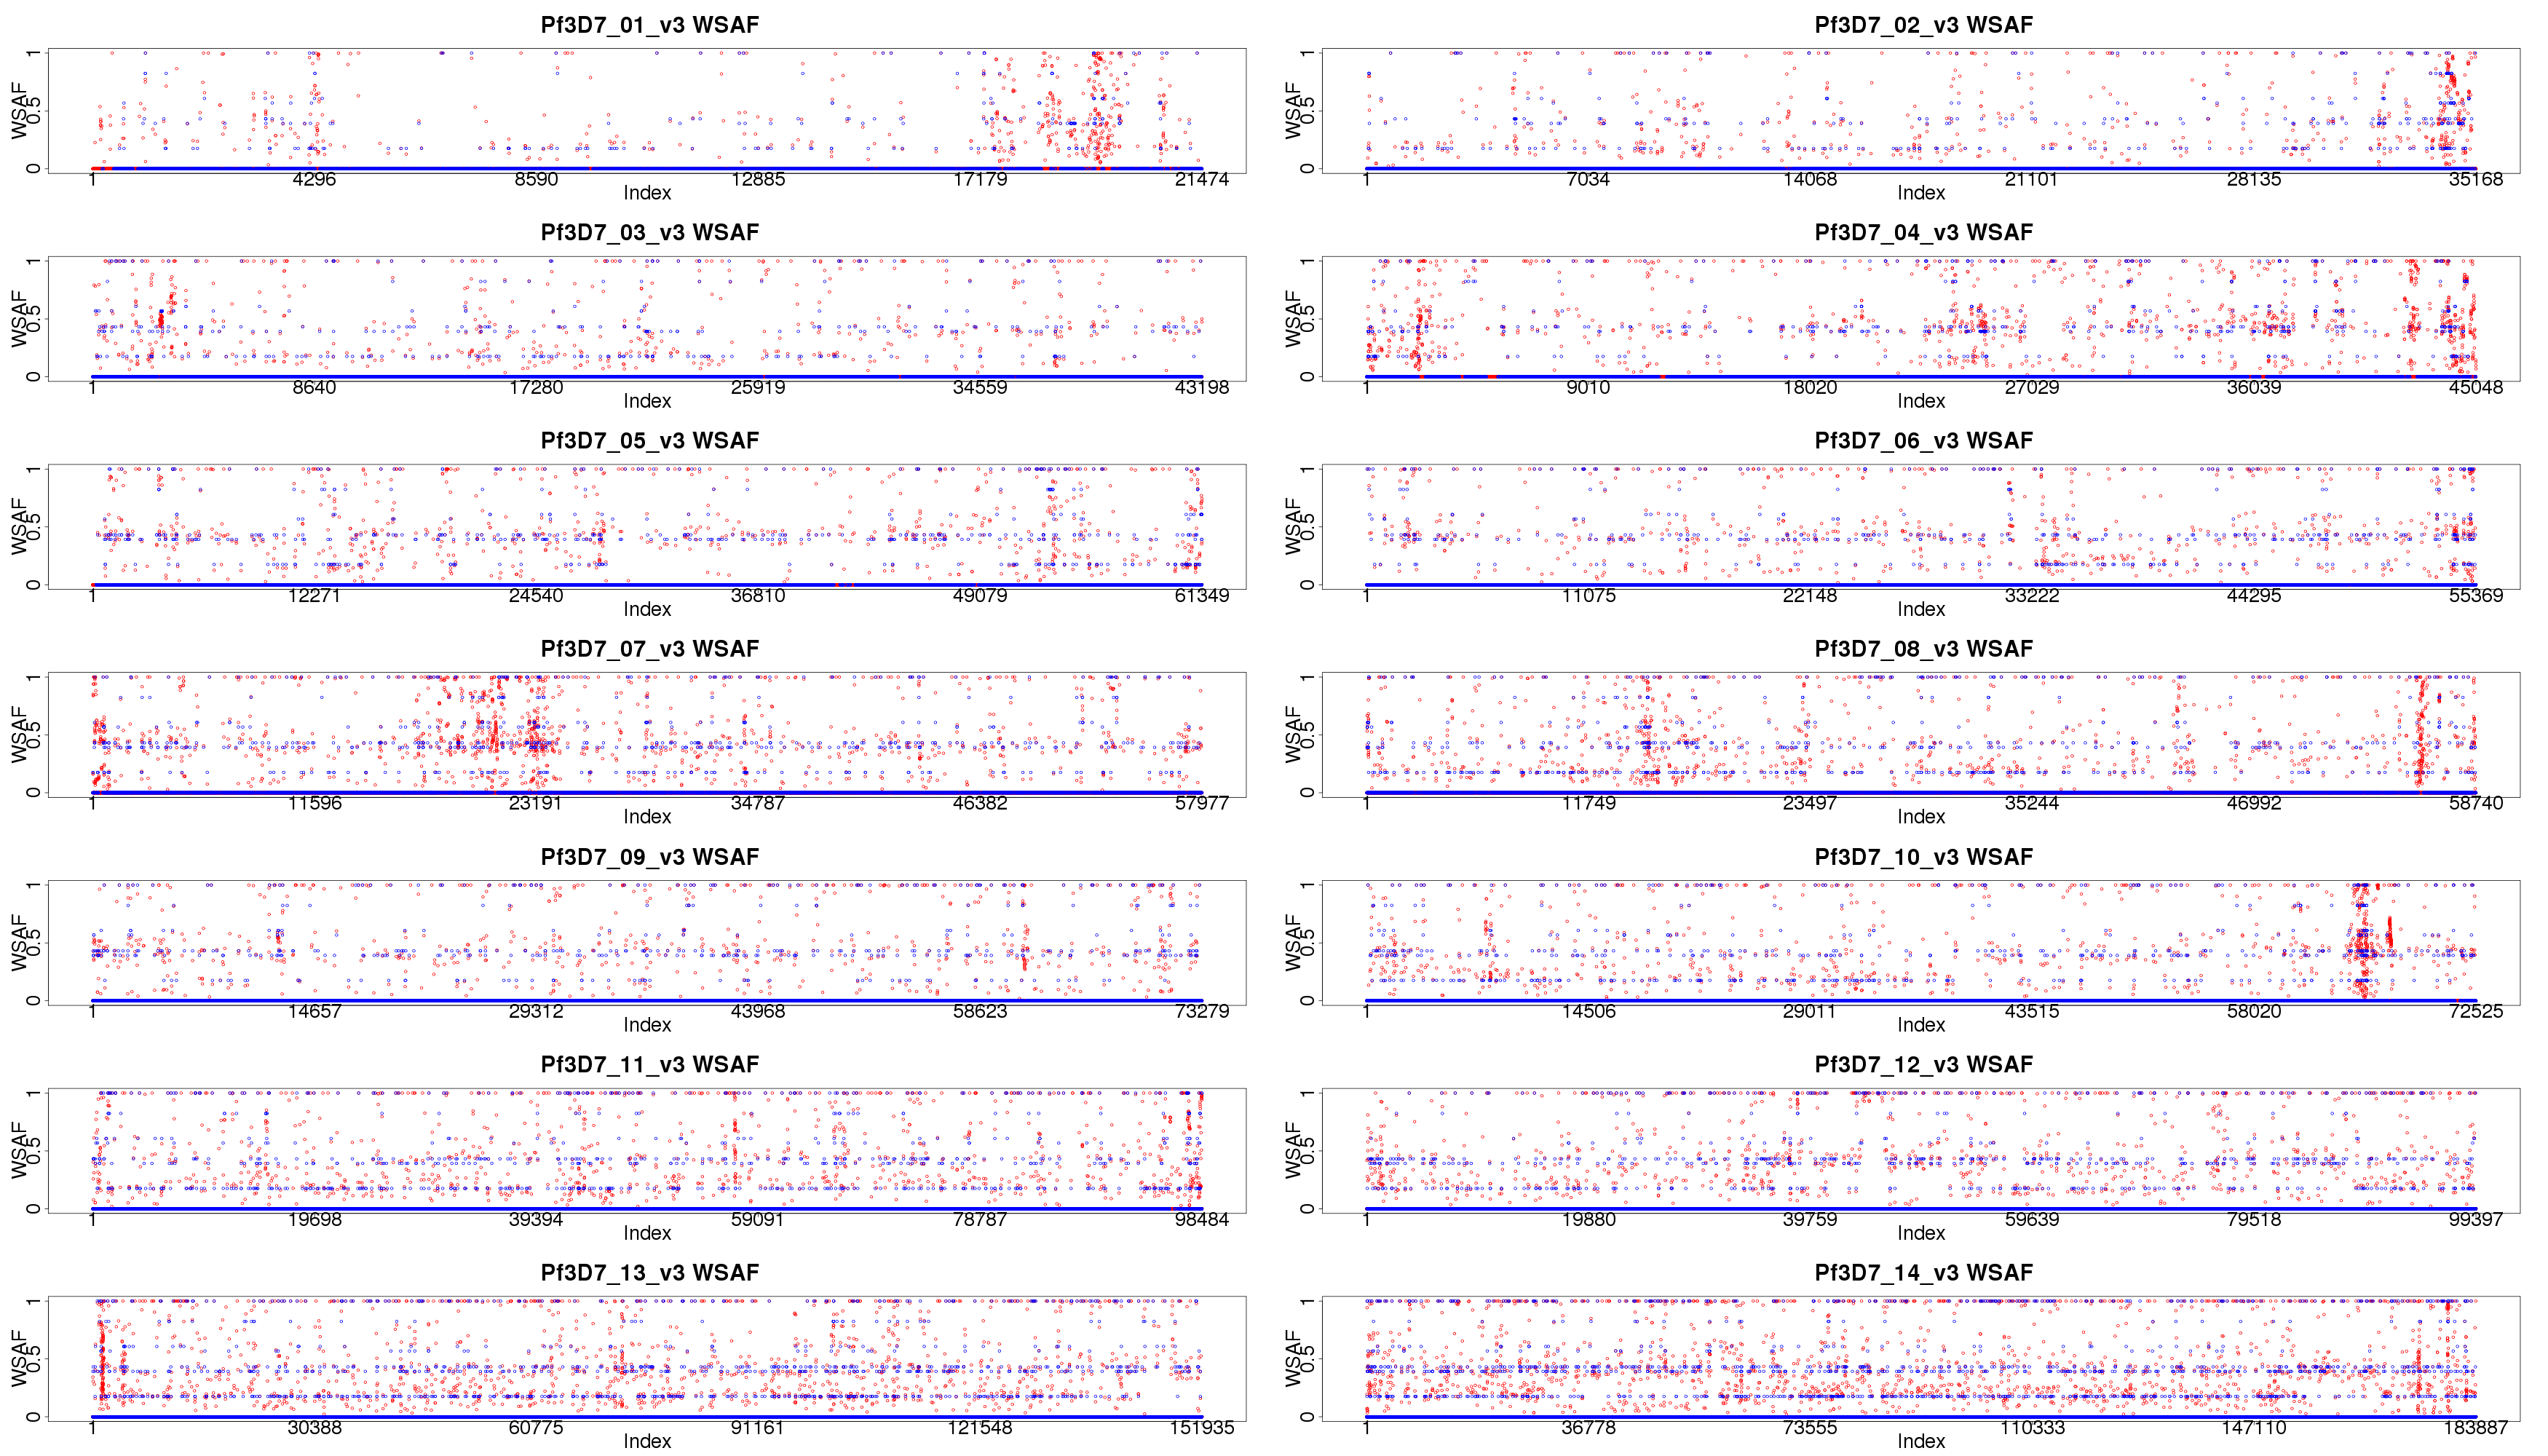 Pf3D7_01_v3 WSAF
WSAF
0 0.5 1
1 4296 8590 12885 17179 21474
Index
Pf3D7_02_v3 WSAF
WSAF
0 0.5 1
1 7034 14068 21101 28135 35168
Index
Pf3D7_03_v3 WSAF
WSAF
0 0.5 1
1 8640 17280 25919 34559 43198
Index
Pf3D7_04_v3 WSAF
WSAF
0 0.5 1
1 9010 18020 27029 36039 45048
Index
Pf3D7_05_v3 WSAF
WSAF
0 0.5 1
1 12271 24540 36810 49079 61349
Index
Pf3D7_06_v3 WSAF
WSAF
0 0.5 1
1 11075 22148 33222 44295 55369
Index
Pf3D7_07_v3 WSAF
WSAF
0 0.5 1
1 11596 23191 34787 46382 57977
Index
Pf3D7_08_v3 WSAF
WSAF
0 0.5 1
1 11749 23497 35244 46992 58740
Index
Pf3D7_09_v3 WSAF
WSAF
0 0.5 1
1 14657 29312 43968 58623 73279
Index
Pf3D7_10_v3 WSAF
WSAF
0 0.5 1
1 14506 29011 43515 58020 72525
Index
Pf3D7_11_v3 WSAF
WSAF
0 0.5 1
1 19698 39394 59091 78787 98484
Index
Pf3D7_12_v3 WSAF
WSAF
0 0.5 1
1 19880 39759 59639 79518 99397
Index
Pf3D7_13_v3 WSAF
WSAF
0 0.5 1
1 30388 60775 91161 121548 151935
Index
Pf3D7_14_v3 WSAF
WSAF
0 0.5 1
1 36778 73555 110333 147110 183887
Index